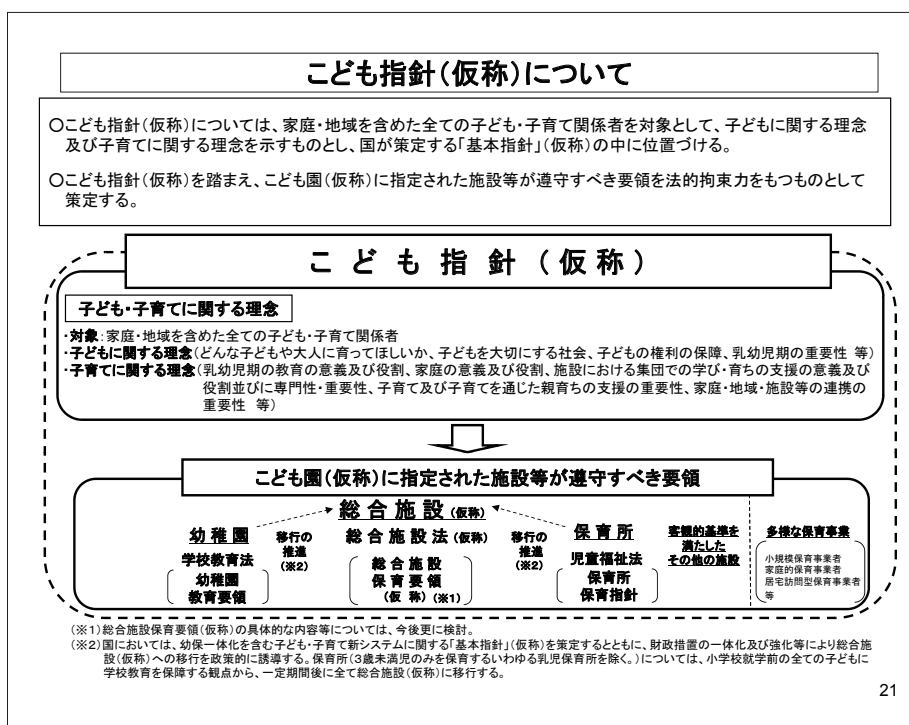 こども指針(仮称)について
○こども指針(仮称)については、家庭・地域を含めた全ての子ども・子育て関係者を対象として、子どもに関する理念
及び子育てに関する理念を示すものとし、国が策定する「基本指針」(仮称)の中に位置づける。
○こども指針(仮称)を踏まえ、こども園(仮称)に指定された施設等が遵守すべき要領を法的拘束力をもつものとして
策定する。
こども指針(仮称)
子ども・子育てに関する理念
・対象:家庭・地域を含めた全ての子ども・子育て関係者
・子どもに関する理念(どんな子どもや大人に育ってほしいか、子どもを大切にする社会、子どもの権利の保障、乳幼児期の重要性 等)
・子育てに関する理念(乳幼児期の教育の意義及び役割、家庭の意義及び役割、施設における集団での学び・育ちの支援の意義及び
役割並びに専門性・重要性、子育て及び子育てを通じた親育ちの支援の重要性、家庭・地域・施設等の連携の
重要性 等)
こども園(仮称)に指定された施設等が遵守すべき要領
幼稚園
学校教育法
幼稚園
教育要領
移行の
推進
(※2)
総合施設(仮称)
総合施設法(仮称)
総合施設
保育要領
(仮称)(※1)
移行の
推進
(※2)
保育所
児童福祉法
保育所
保育指針
客観的基準を
満たした
その他の施設
多様な保育事業
小規模保育事業者
家庭的保育事業者
居宅訪問型保育事業者
等
(※1)総合施設保育要領(仮称)の具体的な内容等については、今後更に検討。
(※2)国においては、幼保一体化を含む子ども・子育て新システムに関する「基本指針」(仮称)を策定するとともに、財政措置の一体化及び強化等により総合施
設(仮称)への移行を政策的に誘導する。保育所(3歳未満児のみを保育するいわゆる乳児保育所を除く。)については、小学校就学前の全ての子どもに
学校教育を保障する観点から、一定期間後に全て総合施設(仮称)に移行する。
21